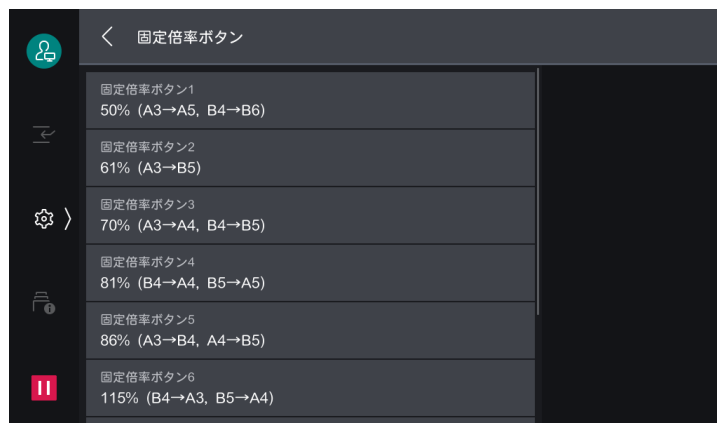 固定倍率ボタン
固定倍率ボタン1
50% (A3→A5, B4→B6)
固定倍率ボタン2
61% (A3→B5)
固定倍率ボタン3
70% (A3→A4, B4→B5)
固定倍率ボタン4
81% (B4→A4, B5→A5)
固定倍率ボタン5
86% (A3→B4, A4→B5)
固定倍率ボタン6
115% (B4→A3, B5→A4)